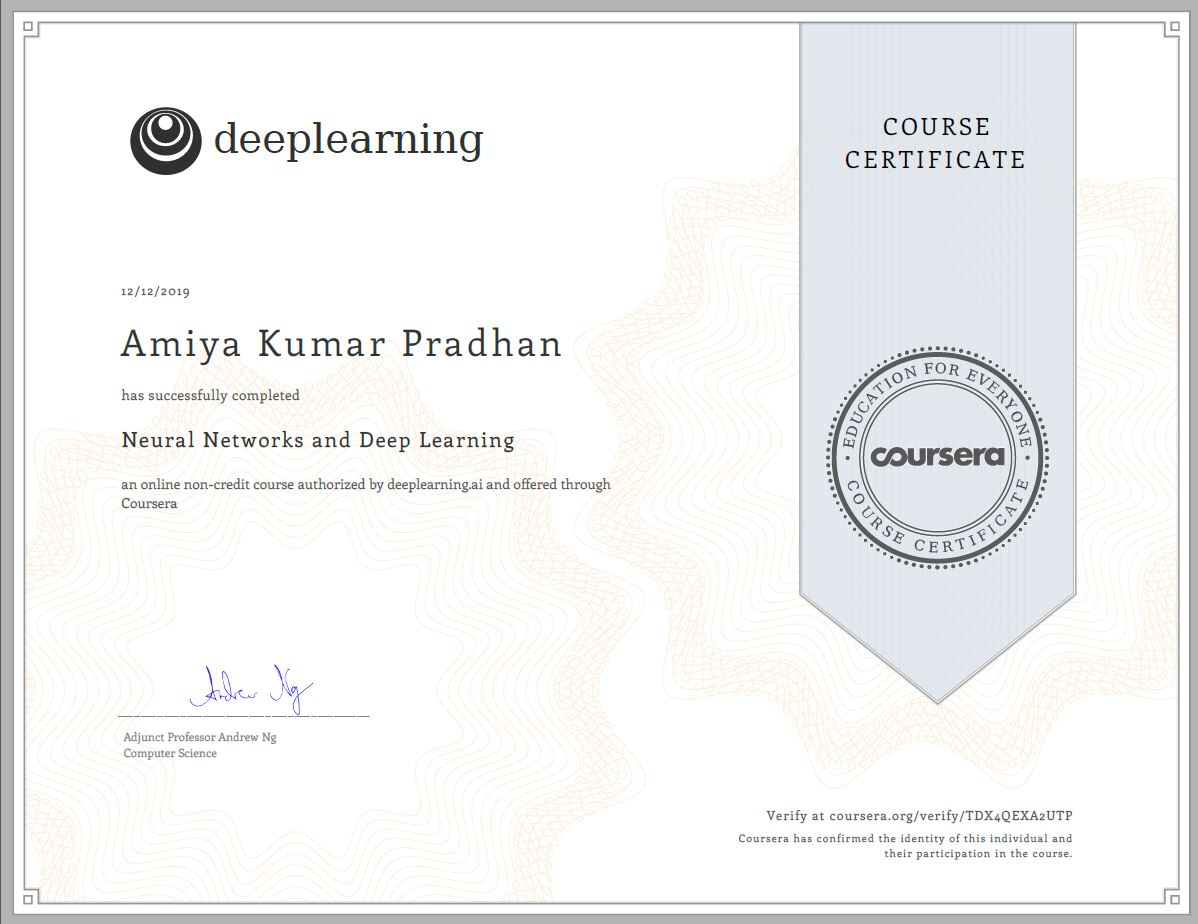 deeplearning
COURSE
CERTIFICATE
12/12/2019
Amiya Kumar Pradhan
has successfully completed
Neural Networks and Deep Learning
an online non-credit course authorized by deeplearning.ai and offered through
Coursera
EDUCATION FOR EVERYONE
coursera
COURSE CERTIFICATE
Andrew Ng
Adjunct Professor Andrew Ng
Computer Science
Verify at coursera.org/verify/TDX4QEXA2UTP
Coursera has confirmed the identity of this individual and
their participation in the course.